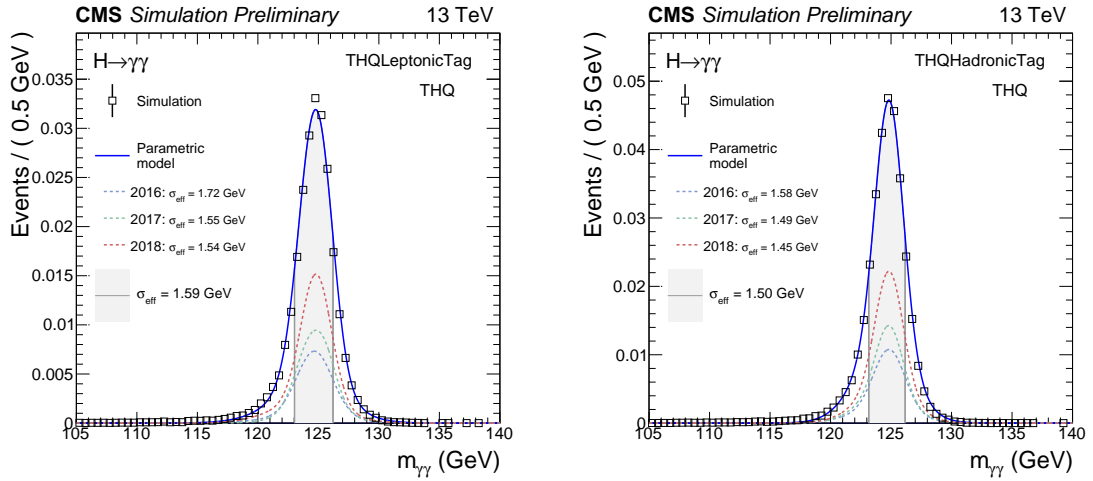 CMS Simulation Preliminary 13 TeV
H→γγ THQLeptonicTag
THQ
Simulation
Parametric
model
2016: σeff = 1.72 GeV
2017: σeff = 1.55 GeV
2018: σeff = 1.54 GeV
σeff = 1.59 GeV
Events / ( 0.5 GeV )
0.035
0.03
0.025
0.02
0.015
0.01
0.005
0
105 110 115 120 125 130 135 140
mγγ (GeV)
CMS Simulation Preliminary 13 TeV
H→γγ THQHadronicTag
THQ
Simulation
Parametric
model
2016: σeff = 1.58 GeV
2017: σeff = 1.49 GeV
2018: σeff = 1.45 GeV
σeff = 1.50 GeV
Events / ( 0.5 GeV )
0.05
0.04
0.03
0.02
0.01
0
105 110 115 120 125 130 135 140
mγγ (GeV)